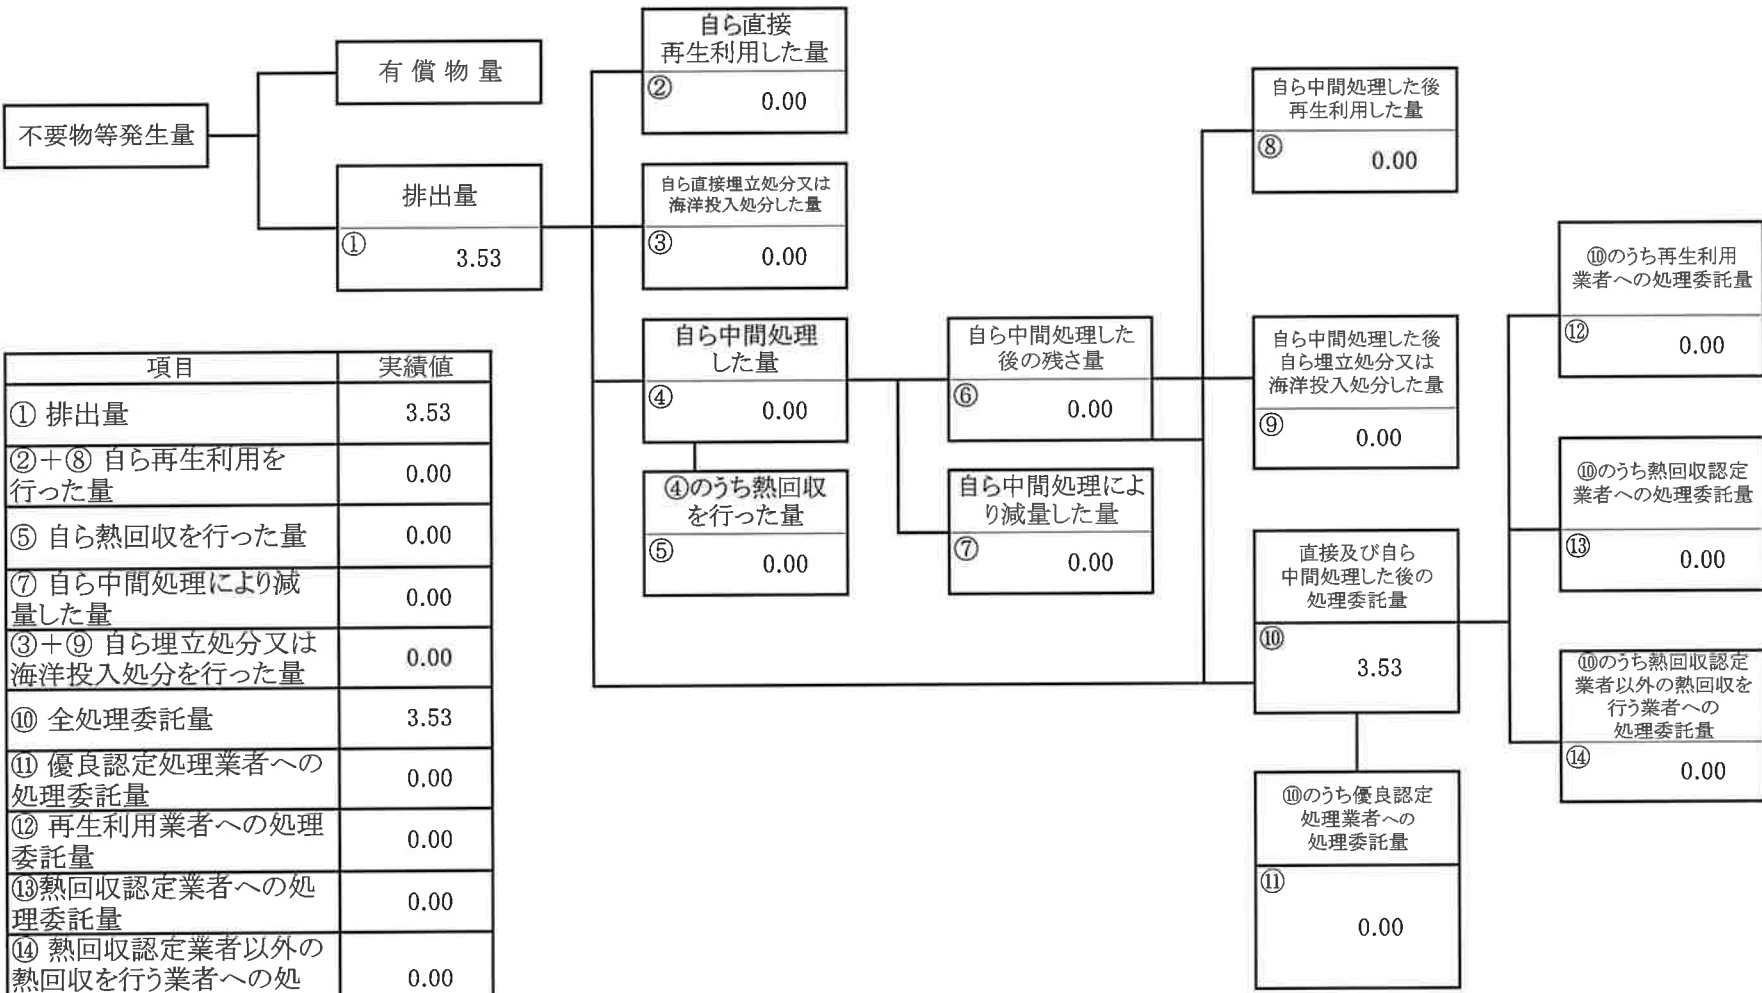 不要物等発生量
有 償 物 量
排出量
①
3.53
自ら直接
再生利用した量
②
0.00
自ら直接埋立処分又は
海洋投入処分した量
③
0.00
自ら中間処理
した量
④
0.00
④のうち熱回収
を行った量
⑤
0.00
自ら中間処理した
後の残さ量
⑥
0.00
自ら中間処理によ
り減量した量
⑦
0.00
自ら中間処理した後
再生利用した量
⑧
0.00
自ら中間処理した後
自ら埋立処分又は
海洋投入処分した量
⑨
0.00
直接及び自ら
中間処理した後の
処理委託量
⑩
3.53
⑩のうち優良認定
処理業者への
処理委託量
⑪
0.00
⑩のうち再生利用
業者への処理委託量
⑫
0.00
⑩のうち熱回収認定
業者への処理委託量
⑬
0.00
⑩のうち熱回収認定
業者以外の熱回収を
行う業者への
処理委託量
⑭
0.00
項目 実績値
① 排出量 3.53
②＋⑧ 自ら再生利用を
行った量 0.00
⑤ 自ら熱回収を行った量 0.00
⑦ 自ら中間処理により減
量した量 0.00
③＋⑨ 自ら埋立処分又は
海洋投入処分を行った量 0.00
⑩ 全処理委託量 3.53
⑪ 優良認定処理業者への
処理委託量 0.00
⑫ 再生利用業者への処理
委託量 0.00
⑬熱回収認定業者への処
理委託量 0.00
⑭ 熱回収認定業者以外の
熱回収を行う業者への処 0.00